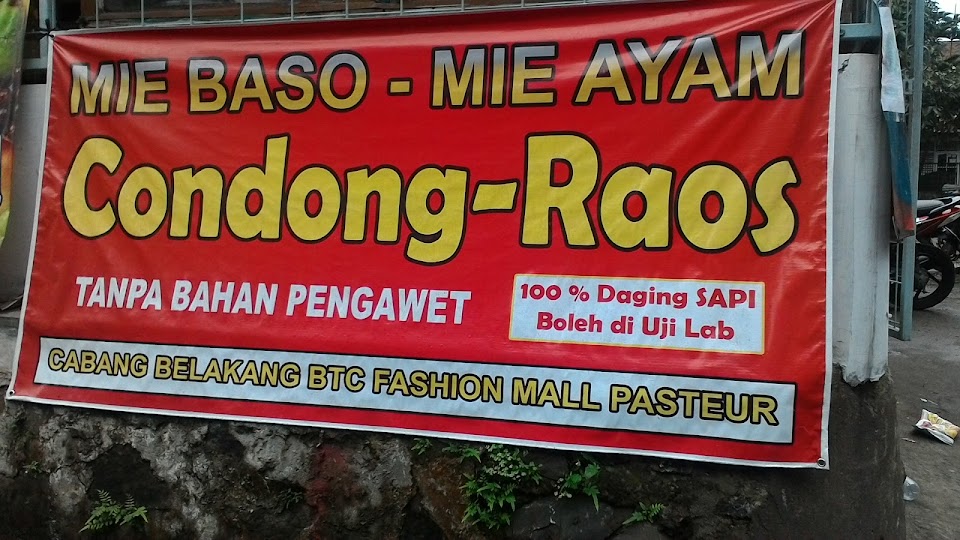 MIE BASO - MIE AYAM
Condong-Raos
TANPA BAHAN PENGAWET
100 % Daging SAPI
Boleh di Uji Lab
CABANG BELAKANG BTC FASHION MALL PASTEUR